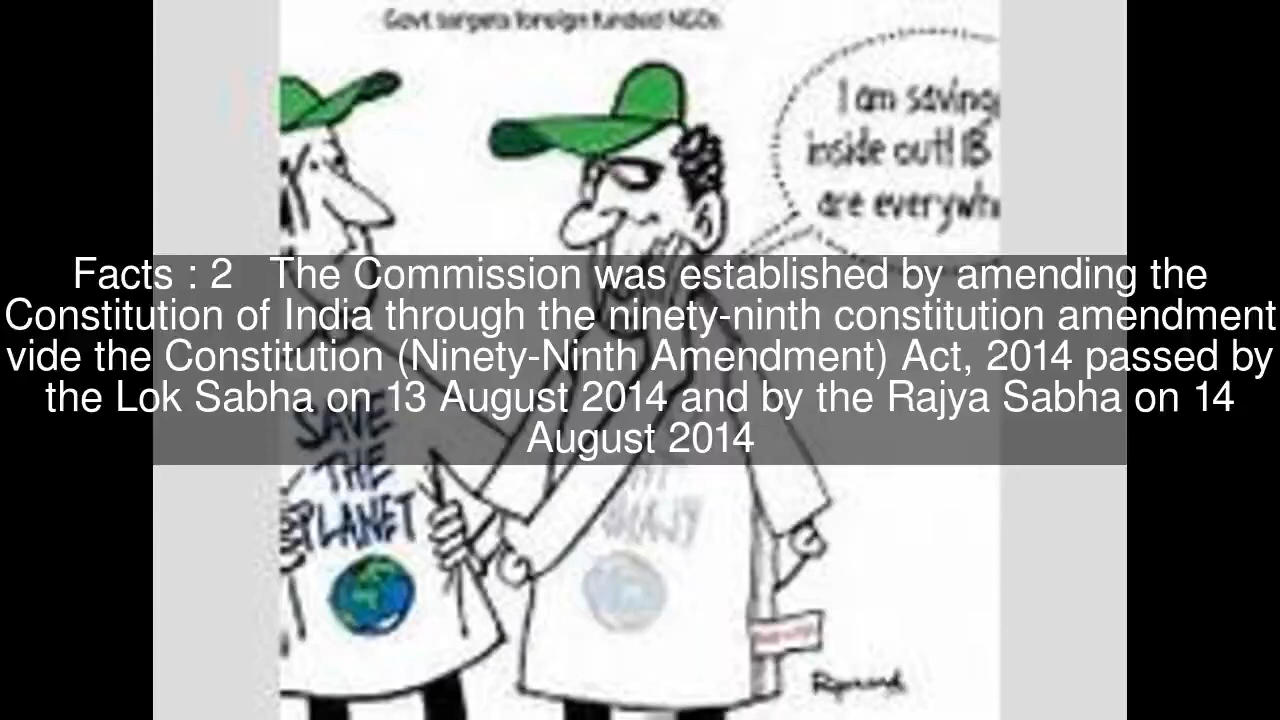 Govt targets foreign funded NGOs
I am saving
inside out! IB
are everywh
Facts : 2 The Commission was established by amending the
Constitution of India through the ninety-ninth constitution amendment
vide the Constitution (Ninety-Ninth Amendment) Act, 2014 passed by
the Lok Sabha on 13 August 2014 and by the Rajya Sabha on 14
August 2014
SAVE
THE
PLANET